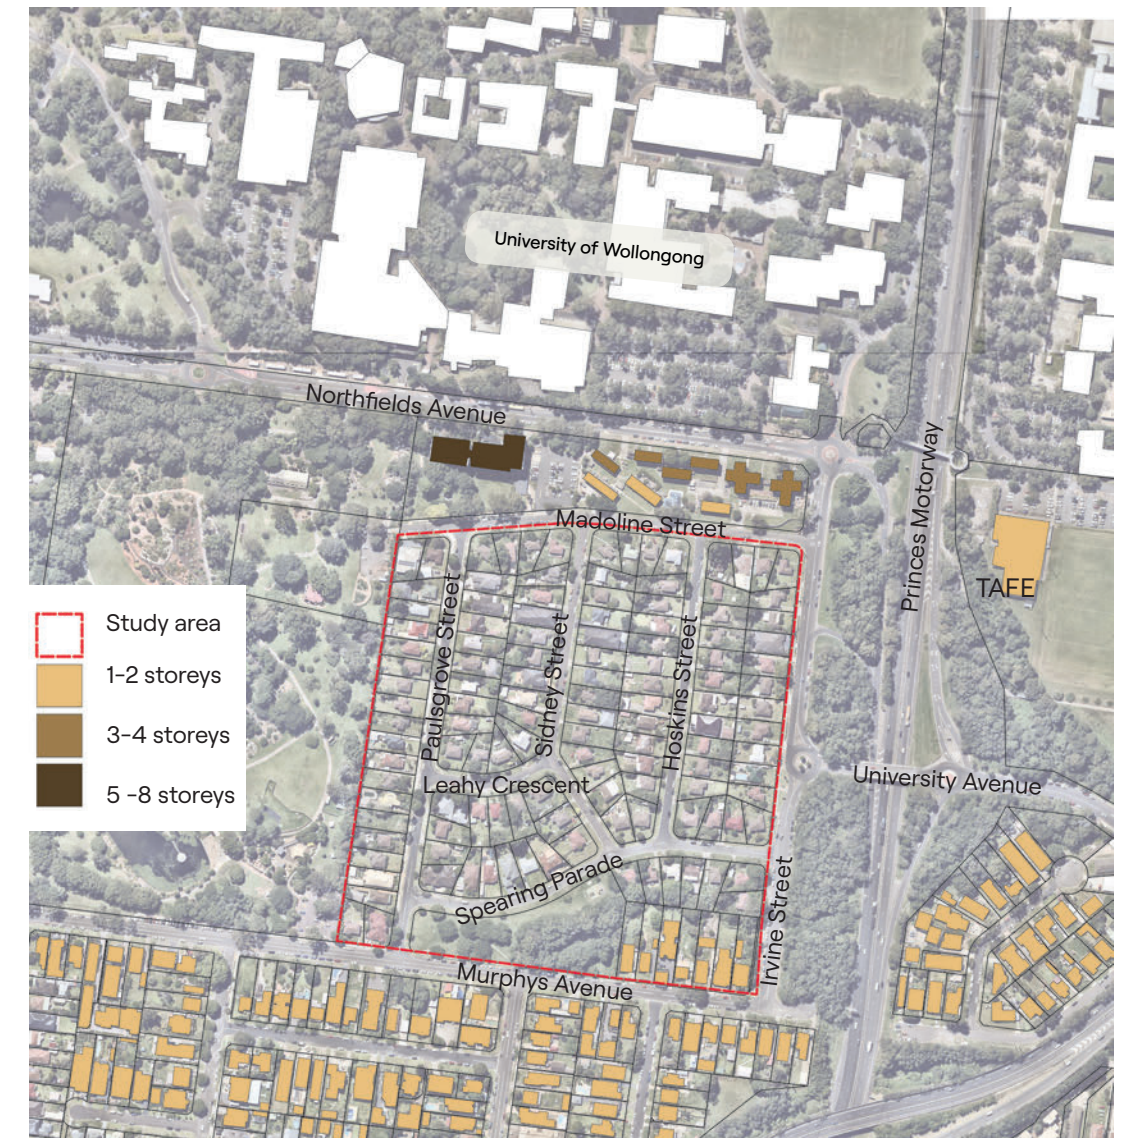 University of Wollongong
Northfields Avenue
Princes Motorway
Madoline Street
TAFE
Study area
1-2 storeys
3-4 storeys
5 -8 storeys
Paulsgrove Street
Sidney Street
Hoskins Street
Leahy Crescent
University Avenue
Spearing Parade
Irvine Street
Murphys Avenue